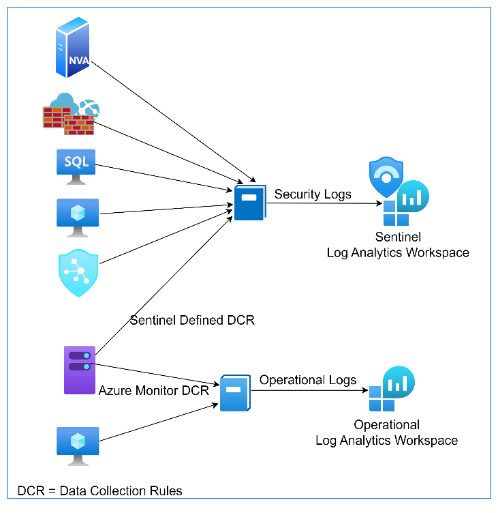 NVA
SQL
Security Logs
Sentinel
Log Analytics Workspace
Sentinel Defined DCR
Azure Monitor DCR
Operational Logs
Operational
Log Analytics Workspace
DCR = Data Collection Rules